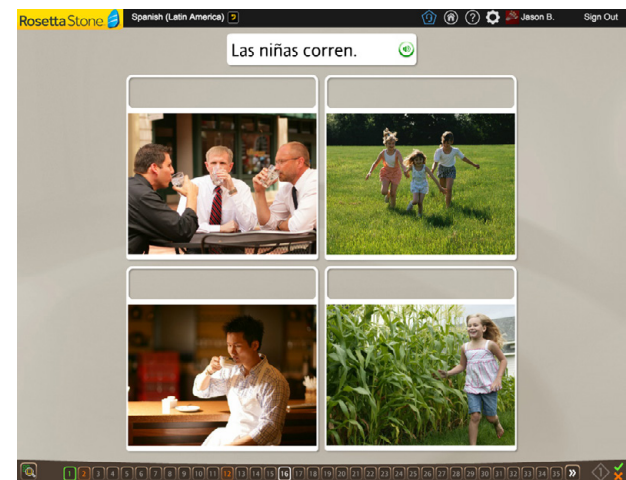 RosettaStone Spanish (Latin America) Jason B. Sign Out
Las niñas corren.
1 2 3 4 5 6 7 8 9 10 11 12 13 14 15 16 17 18 19 20 21 22 23 24 25 26 27 28 29 30 31 32 33 34 35 »